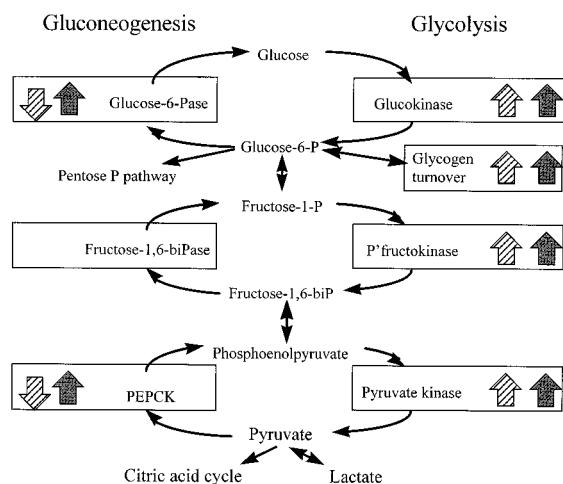 Gluconeogenesis
Glycolysis
Glucose
Glucose-6-Pase
Glucokinase
Glucose-6-P
Glycogen
turnover
Pentose P pathway
Fructose-1-P
Fructose-1,6-biPase
P'fructokinase
Fructose-1,6-biP
Phosphoenolpyruvate
PEPCK
Pyruvate kinase
Pyruvate
Citric acid cycle
Lactate